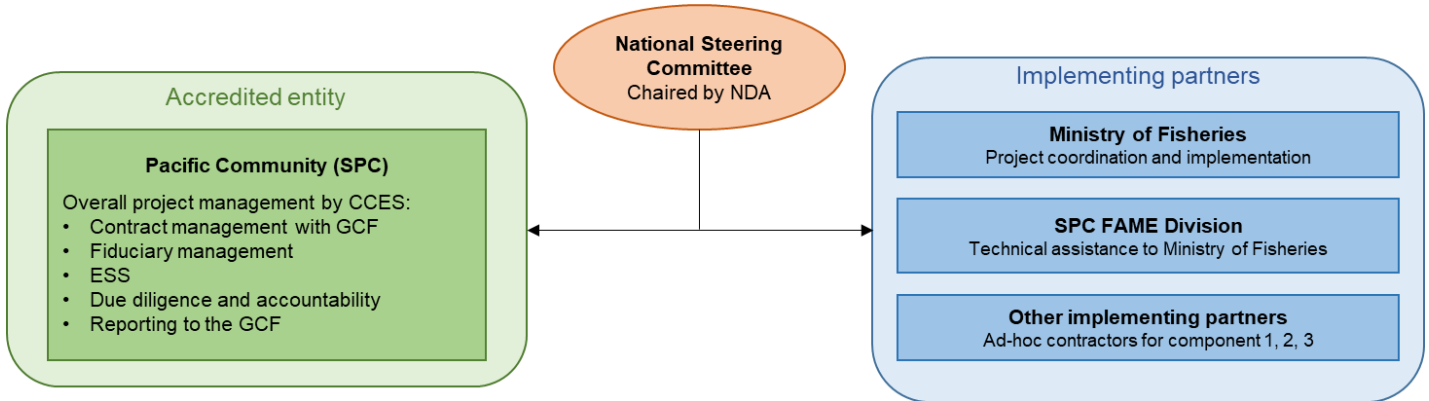 National Steering
Committee
Chaired by NDA
Accredited entity
Pacific Community (SPC)
Overall project management by CCES:
• Contract management with GCF
• Fiduciary management
• ESS
• Due diligence and accountability
• Reporting to the GCF
Implementing partners
Ministry of Fisheries
Project coordination and implementation
SPC FAME Division
Technical assistance to Ministry of Fisheries
Other implementing partners
Ad-hoc contractors for component 1, 2, 3